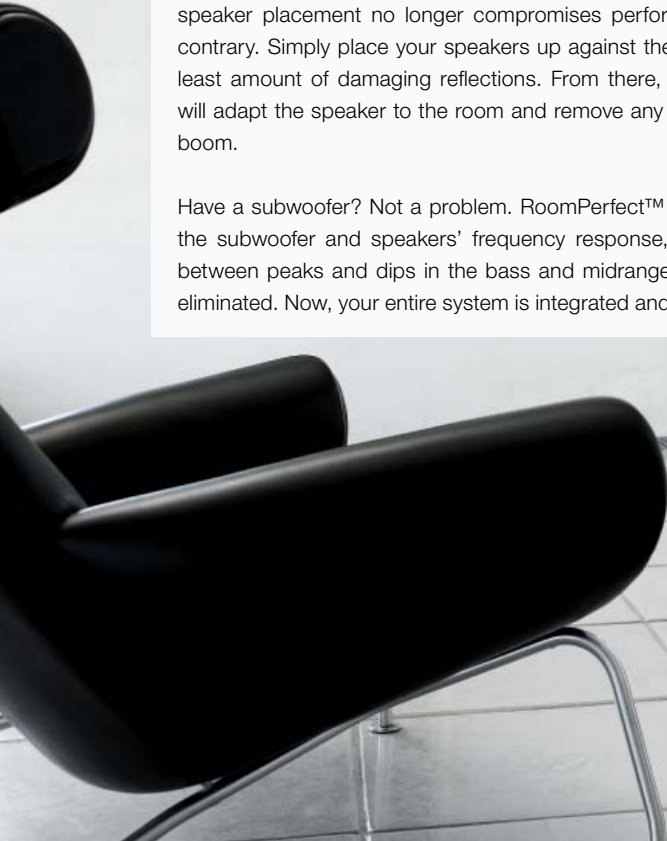 speaker placement no longer compromises
contrary. Simply place your speakers up against
least amount of damaging reflections. From there,
will adapt the speaker to the room and remove any
boom.
Have a subwoofer? Not a problem. RoomPerfect™
the subwoofer and speakers’ frequency response,
between peaks and dips in the bass and midrange
eliminated. Now, your entire system is integrated and